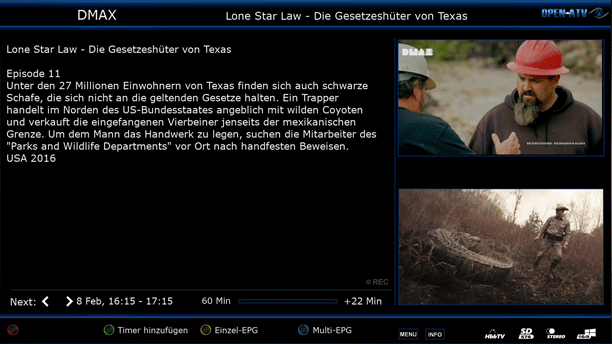 DMAX
Lone Star Law - Die Gesetzeshüter von Texas
OPEN-ATV
Lone Star Law - Die Gesetzeshüter von Texas
Episode 11
Unter den 27 Millionen Einwohnern von Texas finden sich auch schwarze
Schafe, die sich nicht an die geltenden Gesetze halten. Ein Trapper
handelt im Norden des US-Bundesstaates angeblich mit wilden Coyoten
und verkauft die eingefangenen Vierbeiner jenseits der mexikanischen
Grenze. Um dem Mann das Handwerk zu legen, suchen die Mitarbeiter des
"Parks and Wildlife Departments" vor Ort nach handfesten Beweisen.
USA 2016
DMAX
REC
Next: 8 Feb, 16:15 - 17:15 60 Min +22 Min
Timer hinzufügen Einzel-EPG Multi-EPG MENU INFO HbbTV SD 576 STEREO 16:9